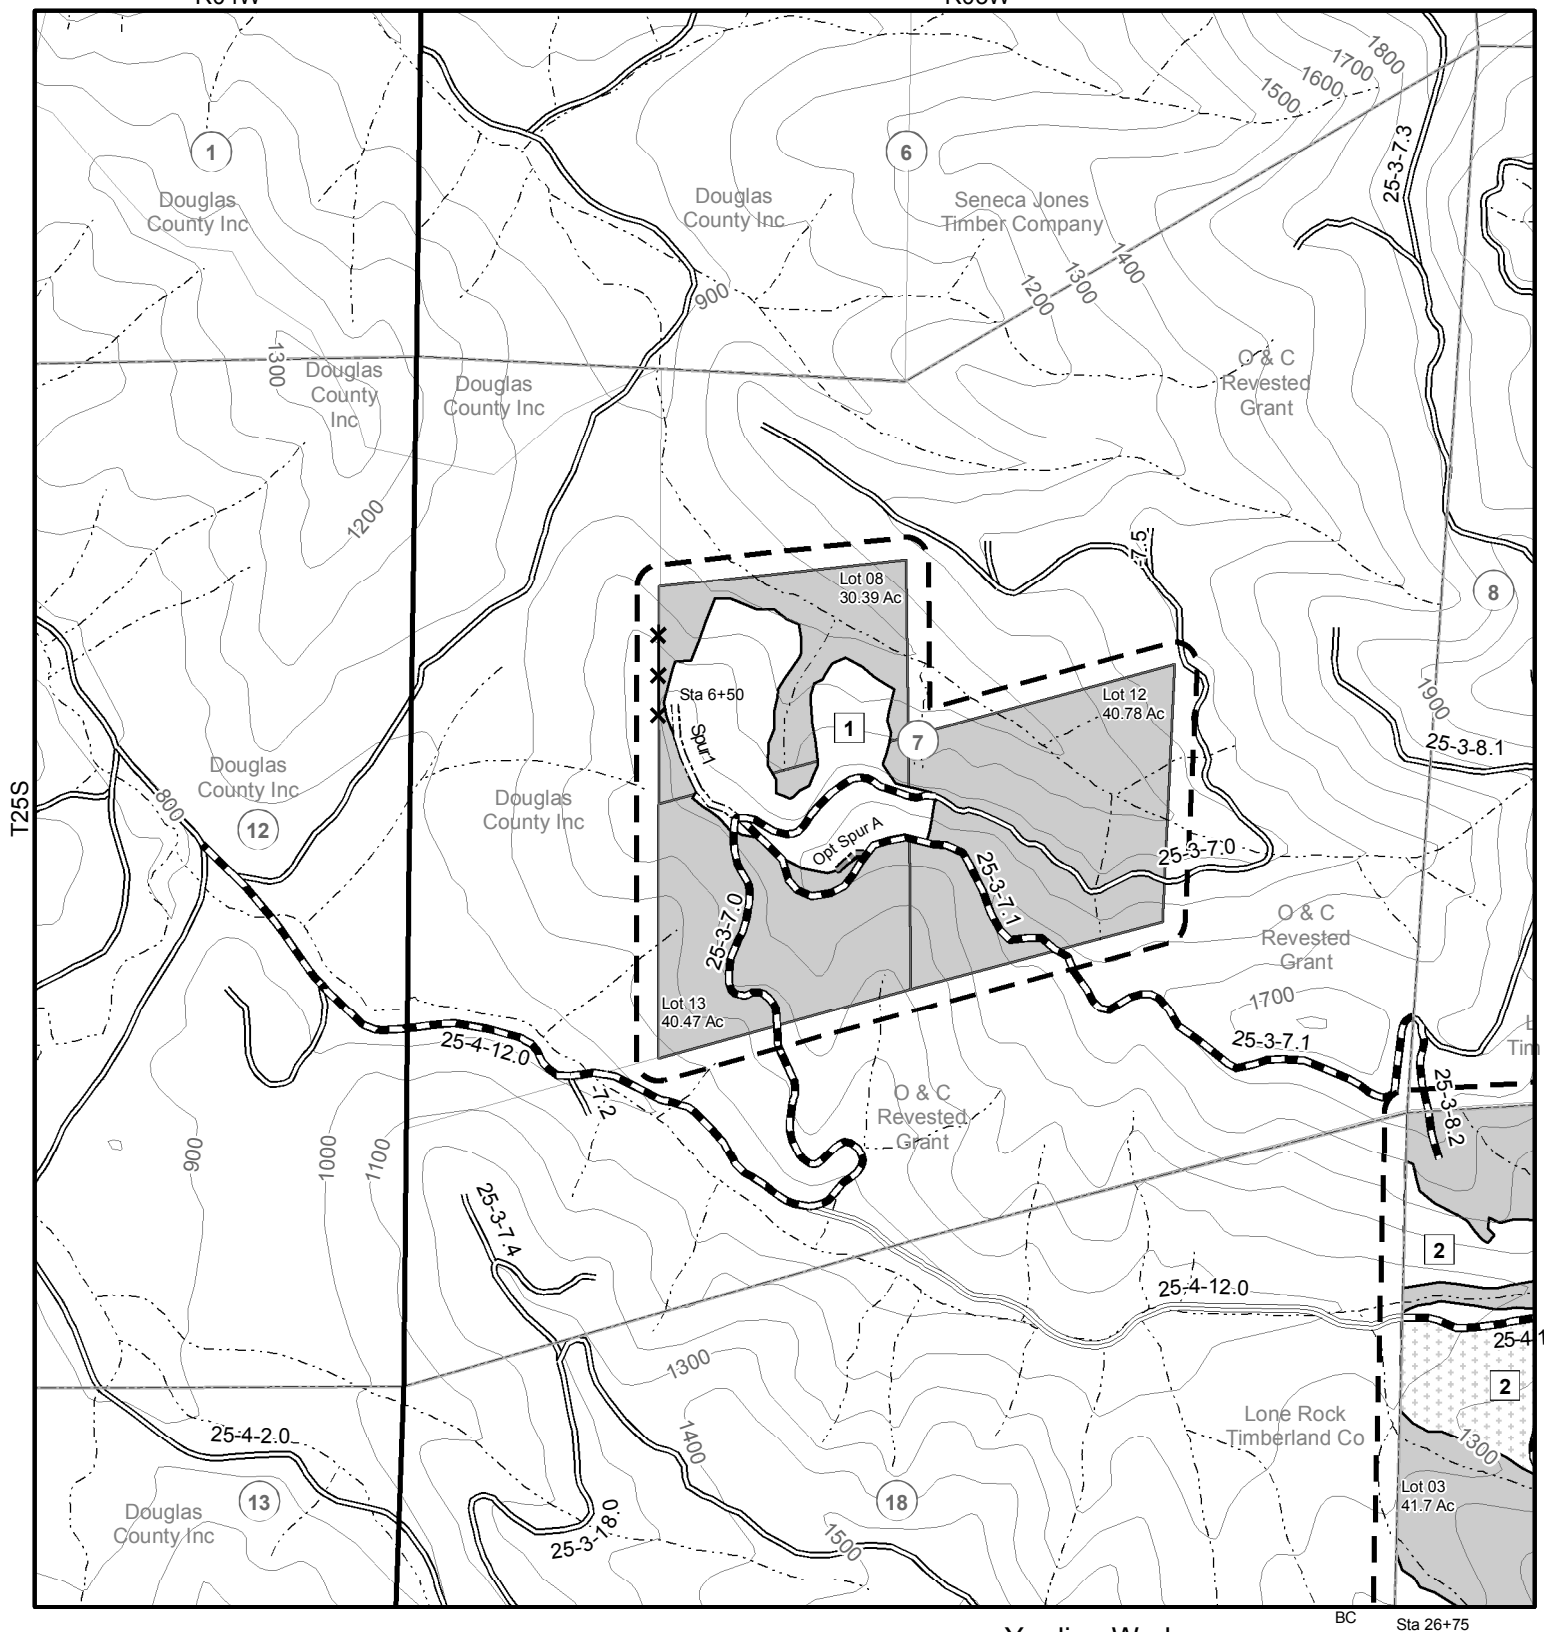 1800
1700
1600
1500
1
6
25-3-7.3
Douglas
County Inc
Douglas
County Inc
Seneca Jones
Timber Company
1400
1300
1200
900
1300
Douglas
County
Inc
Douglas
County Inc
O & C
Revested
Grant
1200
-7.5
Lot 08
30.39 Ac
8
Sta 6+50
Lot 12
40.78 Ac
1900
Spur1
1
7
25-3-8.1
T25S
Douglas
County Inc
800
12
Douglas
County Inc
Opt Spur A
25-3-7.0
25-3-7.0
25-3-7.1
O & C
Revested
Grant
Lot 13
40.47 Ac
1700
25-4-12.0
25-3-7.1
Tim
-7.2
O & C
Revested
Grant
25-3-8.2
900
1000
1100
25-3-7.4
2
25-4-12.0
25-4-1
1300
2
Lone Rock
Timberland Co
1300
25-4-2.0
1400
Lot 03
41.7 Ac
13
18
Douglas
County Inc
25-3-18.0
1500
BC
Sta 26+75